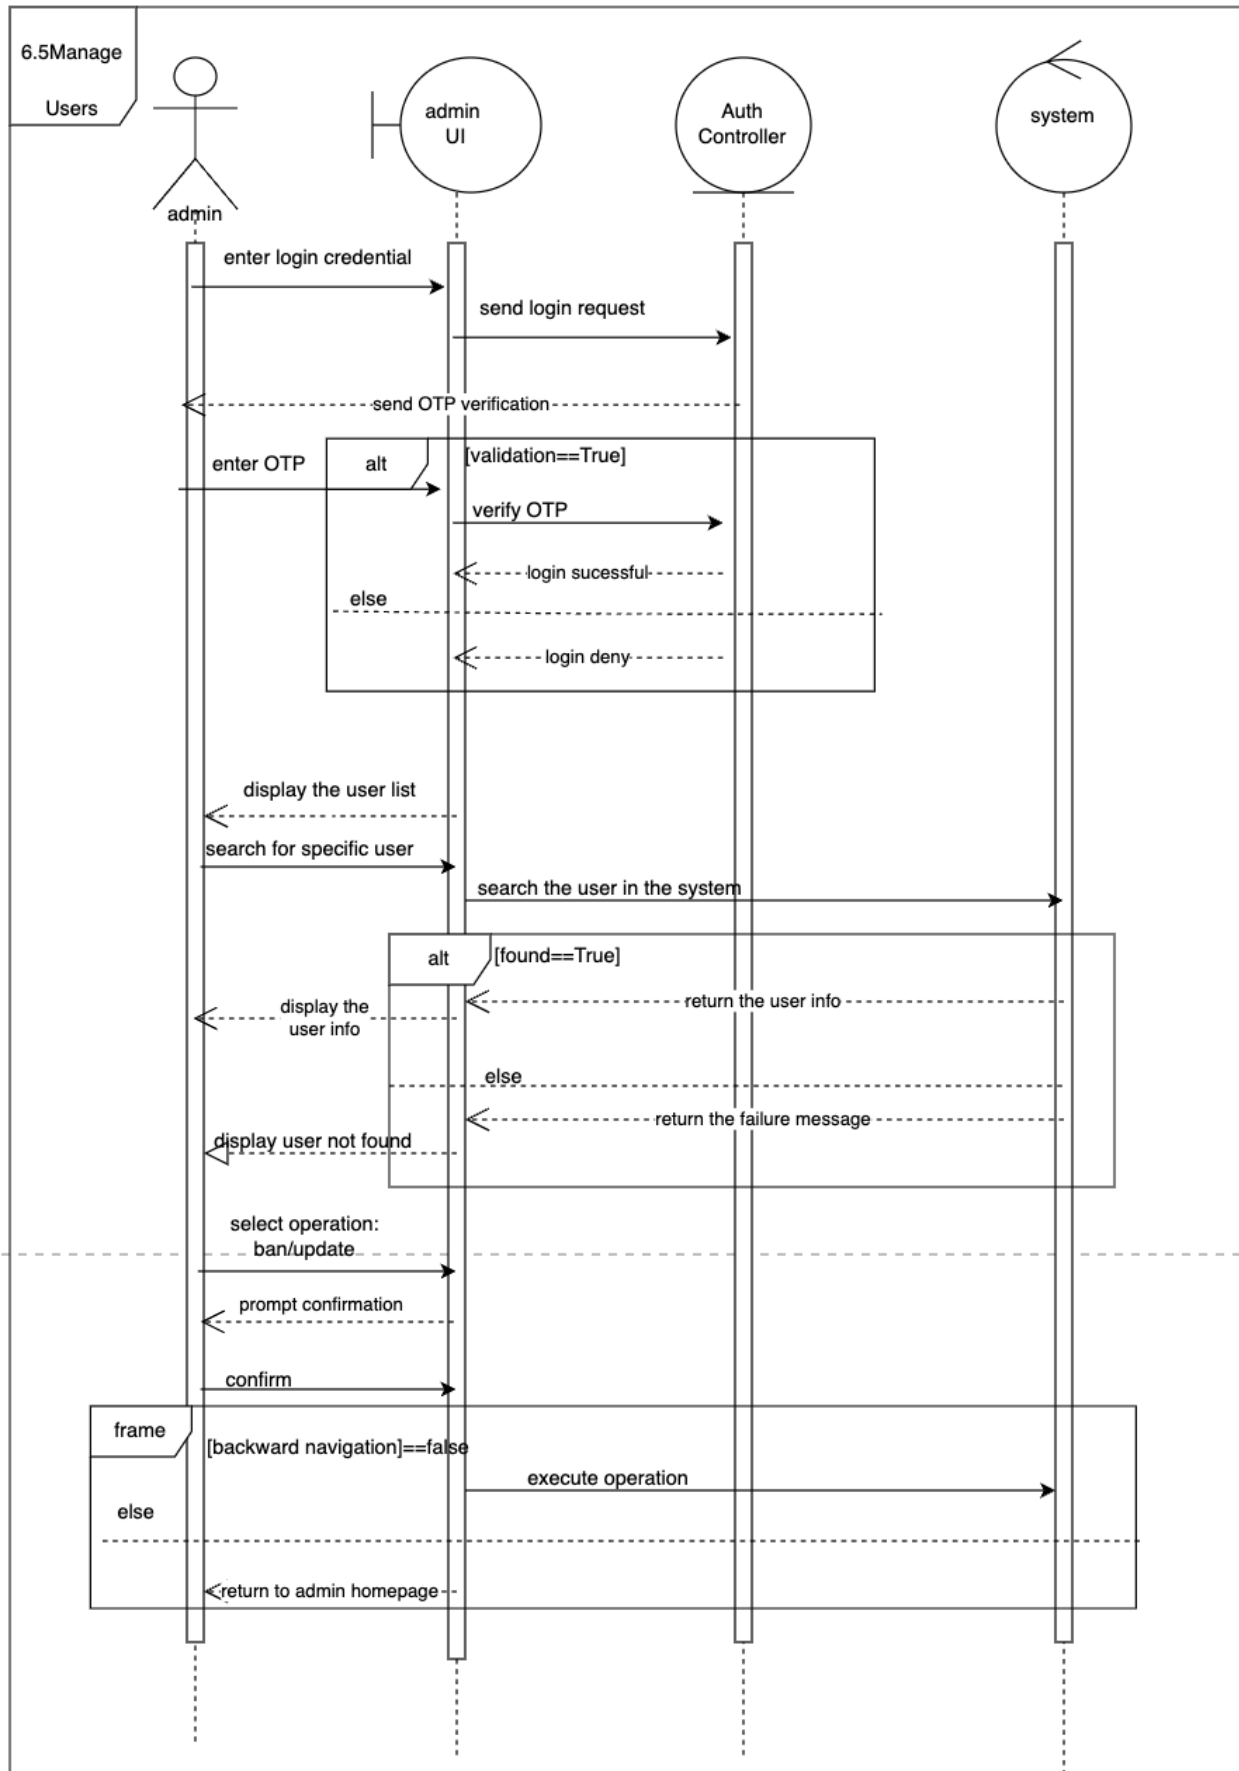 6.5Manage
Users
admin
UI
Auth
Controller
system
admin
enter login credential
send login request
send OTP verification
enter OTP
alt
[validation==True]
verify OTP
login sucessful
else
login deny
display the user list
search for specific user
search the user in the system
alt
[found==True]
return the user info
display the
user info
else
return the failure message
display user not found
select operation:
ban/update
prompt confirmation
confirm
frame
[backward navigation]==false
execute operation
else
return to admin homepage